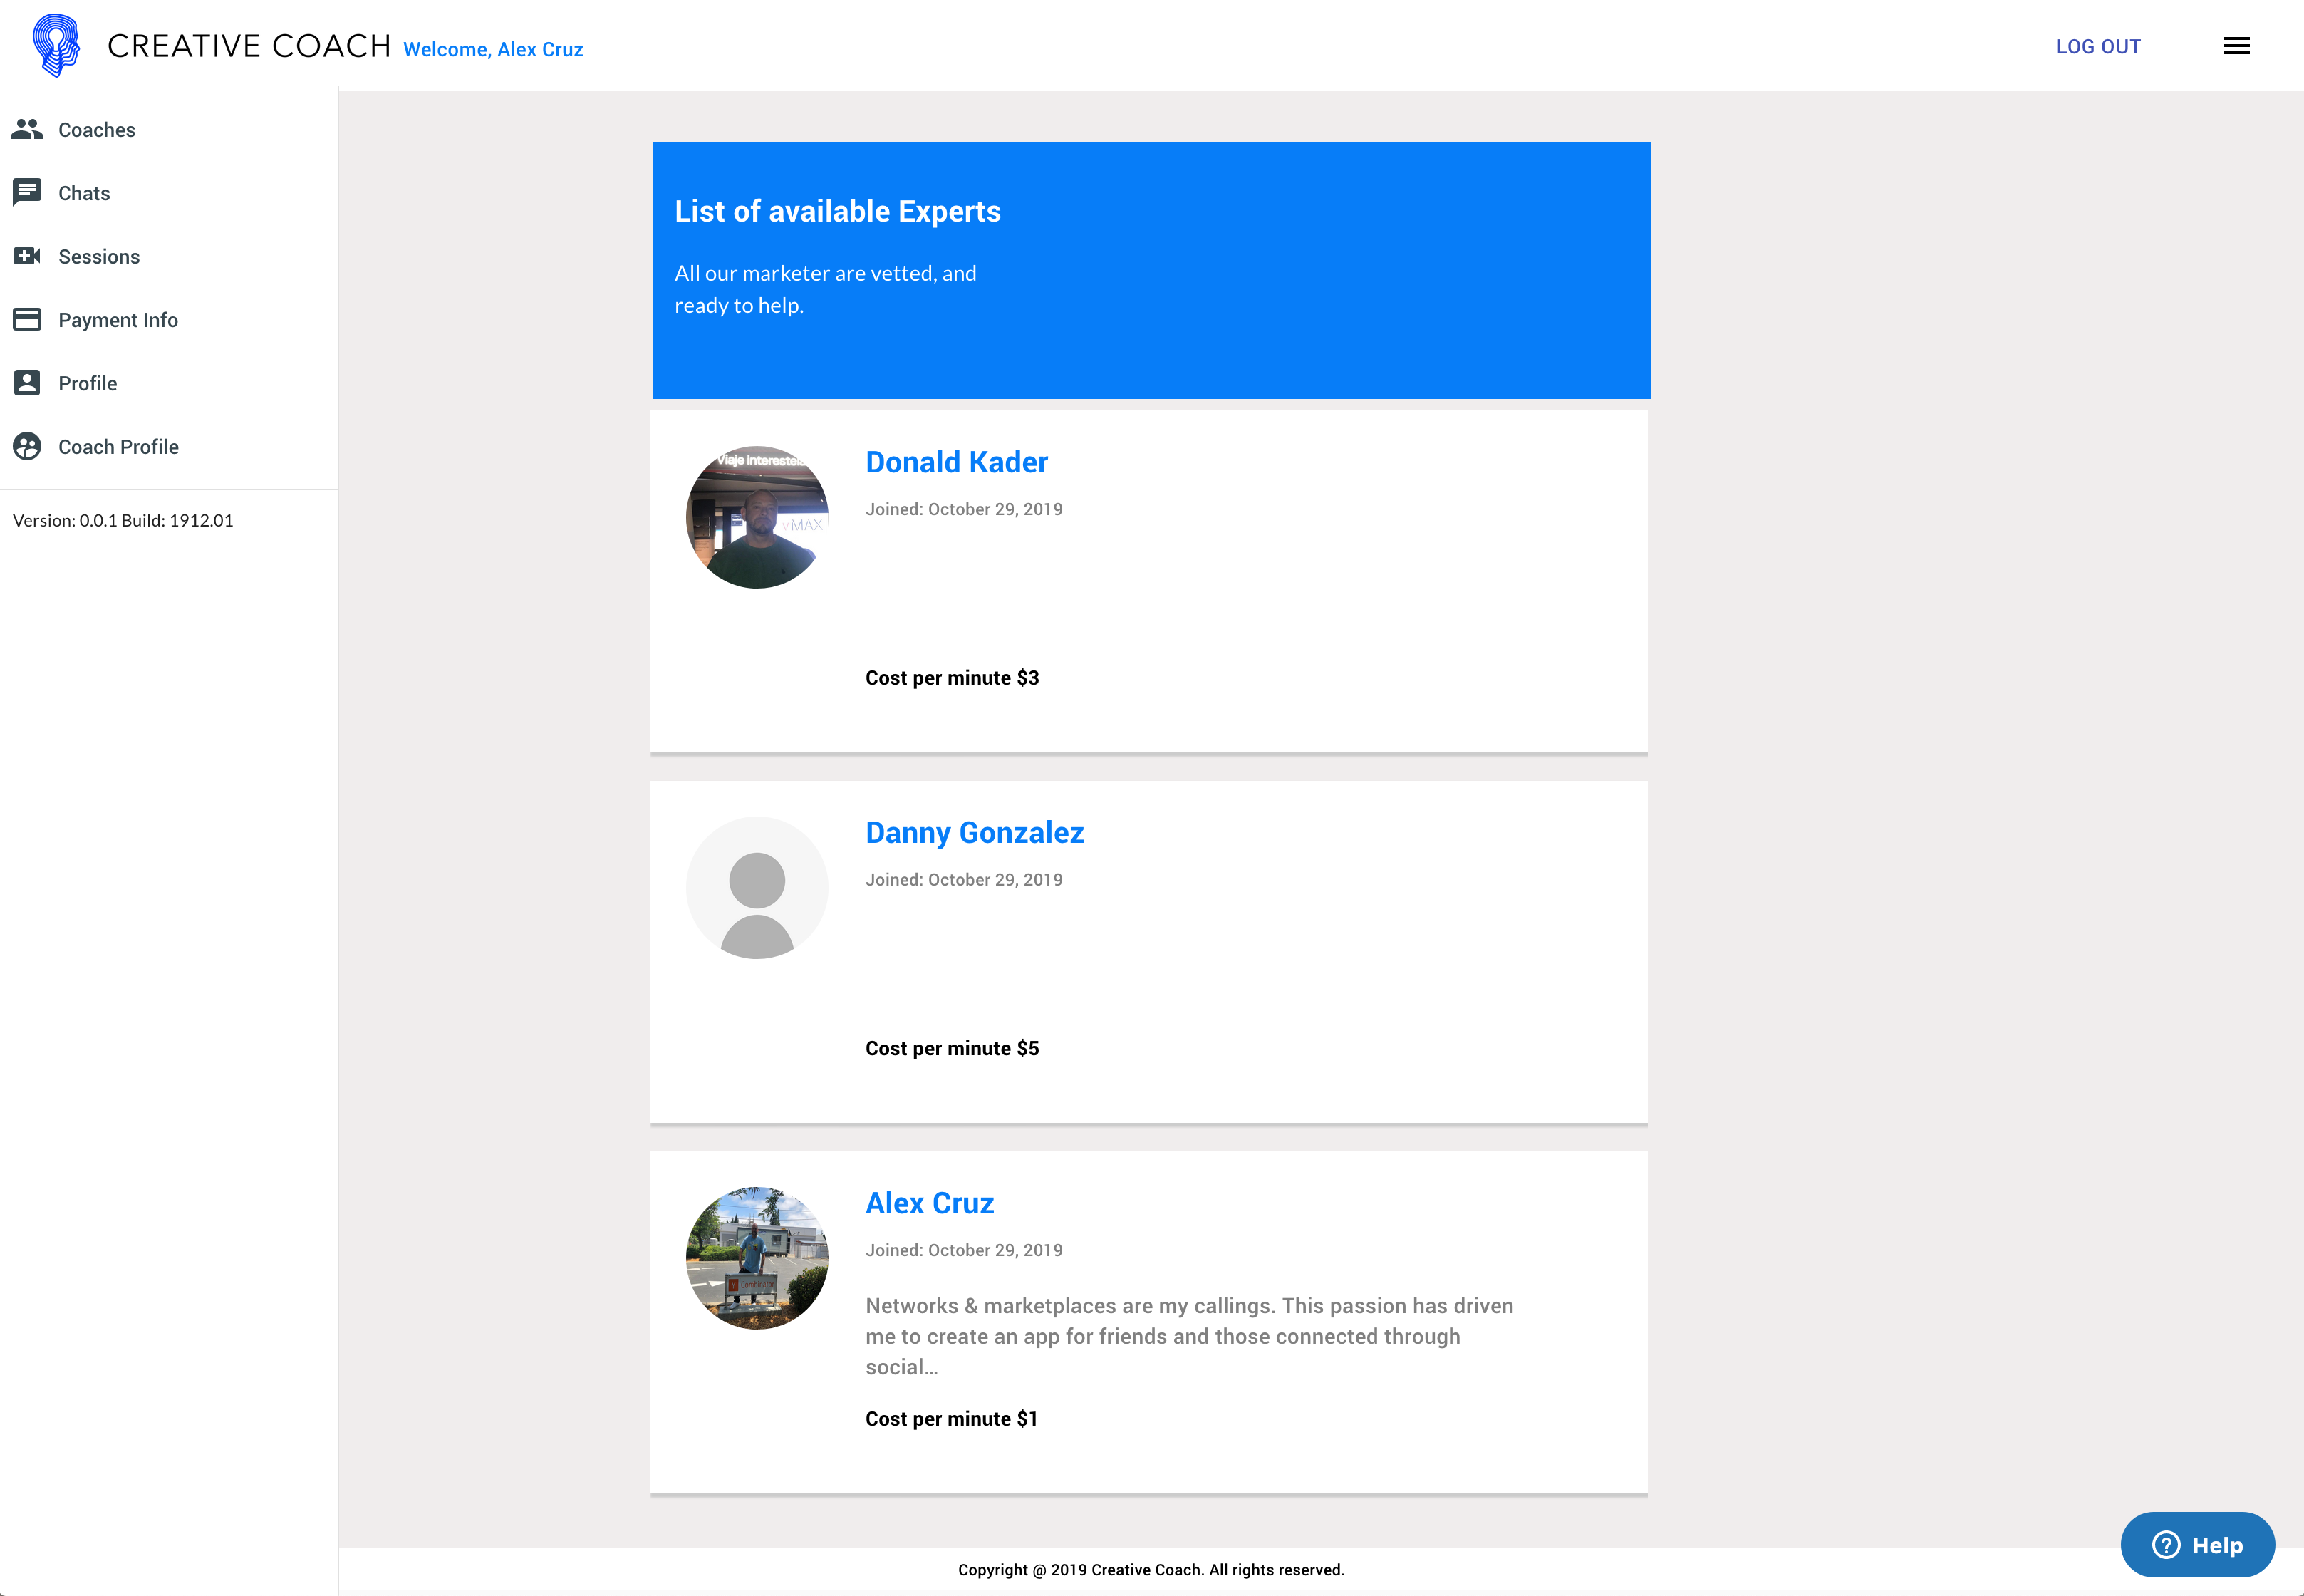 CREATIVE COACH Welcome, Alex Cruz
LOG OUT
Coaches
Chats
Sessions
Payment Info
Profile
Coach Profile
Version: 0.0.1 Build: 1912.01
List of available Experts
All our marketer are vetted, and
ready to help.
Viaje interestela
vMAX
Donald Kader
Joined: October 29, 2019
Cost per minute $3
Danny Gonzalez
Joined: October 29, 2019
Cost per minute $5
Y Combinator
Alex Cruz
Joined: October 29, 2019
Networks & marketplaces are my callings. This passion has driven
me to create an app for friends and those connected through
social...
Cost per minute $1
Help
Copyright @ 2019 Creative Coach. All rights reserved.